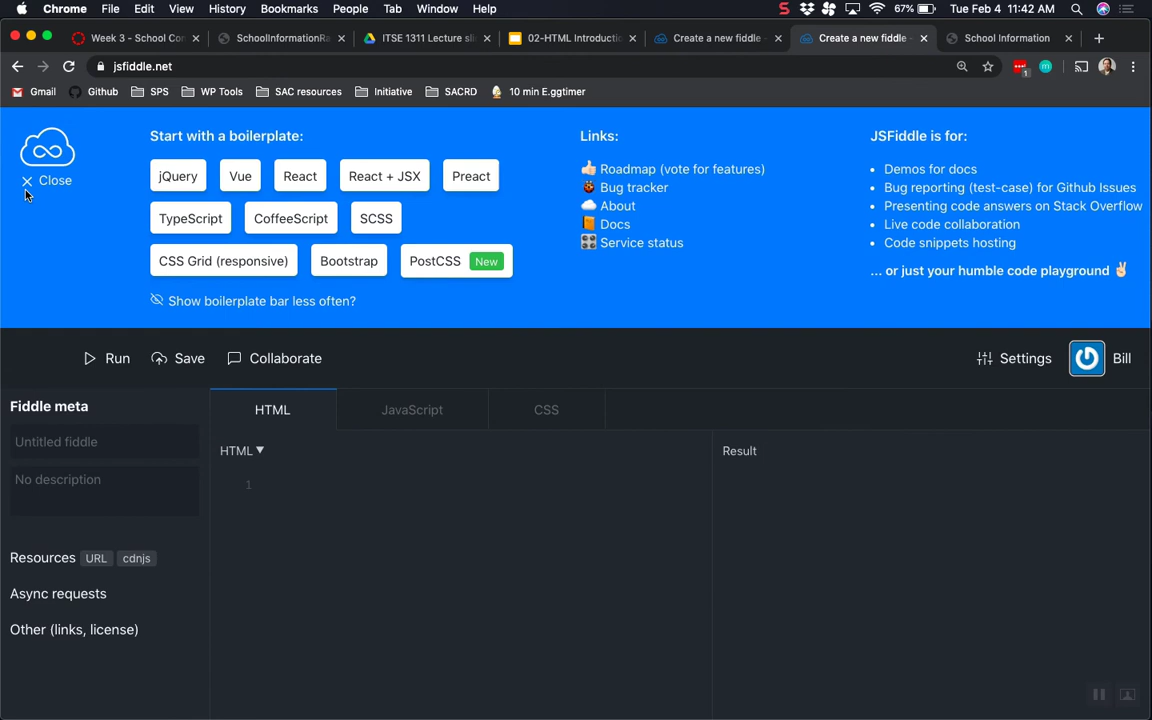 Chrome File Edit View History Bookmarks People Tab Window Help 67% Tue Feb 4 11:42 AM
Week 3 - School Co SchoolInformationRa ITSE 1311 Lecture sl 02-HTML Introducti Create a new fiddle - Create a new fiddle - School Information
jsfiddle.net
Gmail Github SPS WP Tools SAC resources Initiative SACRD 10 min E.ggtimer
Start with a boilerplate: Links: JSFiddle is for:
jQuery Vue React React + JSX Preact
Close
TypeScript CoffeeScript SCSS
CSS Grid (responsive) Bootstrap PostCSS New
Show boilerplate bar less often?
Roadmap (vote for features)
Bug tracker
About
Docs
Service status
• Demos for docs
• Bug reporting (test-case) for Github Issues
• Presenting code answers on Stack Overflow
• Live code collaboration
• Code snippets hosting
... or just your humble code playground ✌🏻
Run Save Collaborate Settings Bill
Fiddle meta
Untitled fiddle
No description
Resources URL cdnjs
Async requests
Other (links, license)
HTML JavaScript CSS
HTML ▼
1
Result